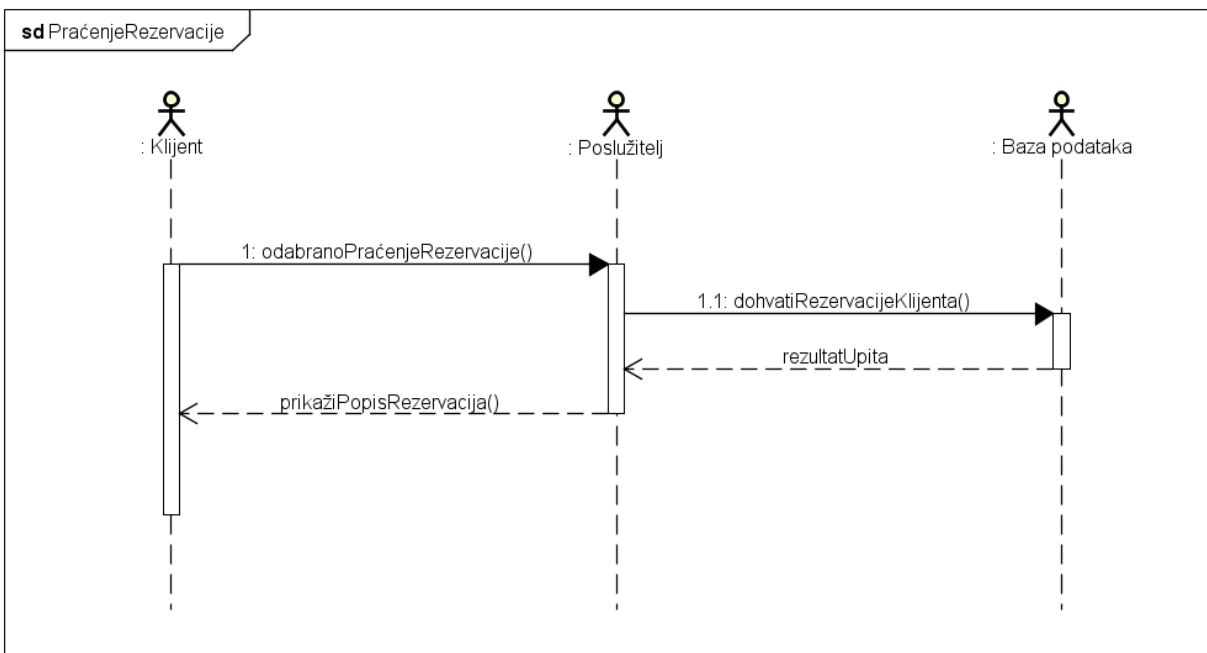 sd PraćenjeRezervacije
: Klijent
: Poslužitelj
: Baza podataka
1: odabranoPraćenjeRezervacije()
1.1: dohvatiRezervacijeKlijenta()
rezultatUpita
prikažiPopisRezervacija()